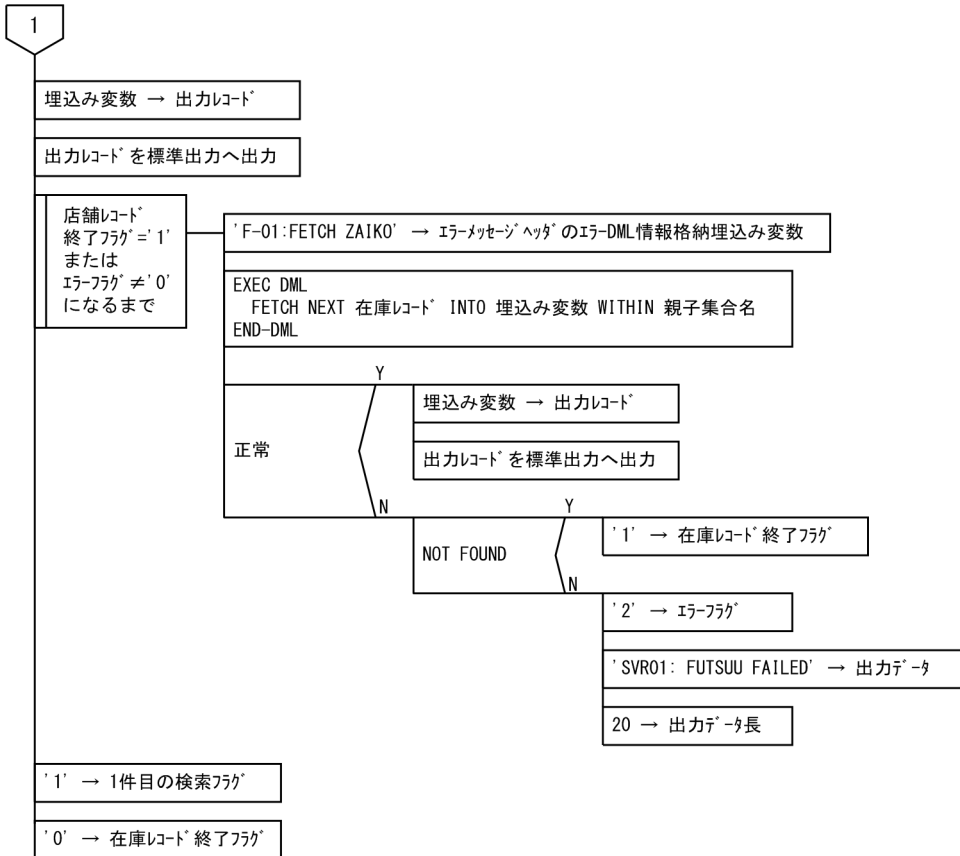 1
埋込み変数 → 出力ﾚｺｰﾄﾞ
出力ﾚｺｰﾄﾞを標準出力へ出力
店舗ﾚｺｰﾄﾞ
終了ﾌﾗｸﾞ='1'
または
ｴﾗｰﾌﾗｸﾞ≠'0'
になるまで
'F-01:FETCH ZAIKO' → ｴﾗｰﾒｯｾｰｼﾞﾍｯﾀﾞのｴﾗｰDML情報格納埋込み変数
EXEC DML
FETCH NEXT 在庫ﾚｺｰﾄﾞ INTO 埋込み変数 WITHIN 親子集合名
END-DML
正常
Y
埋込み変数 → 出力ﾚｺｰﾄﾞ
出力ﾚｺｰﾄﾞを標準出力へ出力
N
NOT FOUND
Y
'1' → 在庫ﾚｺｰﾄﾞ終了ﾌﾗｸﾞ
N
'2' → ｴﾗｰﾌﾗｸﾞ
'SVR01: FUTSUU FAILED' → 出力ﾃﾞｰﾀ
20 → 出力ﾃﾞｰﾀ長
'1' → 1件目の検索ﾌﾗｸﾞ
'0' → 在庫ﾚｺｰﾄﾞ終了ﾌﾗｸﾞ